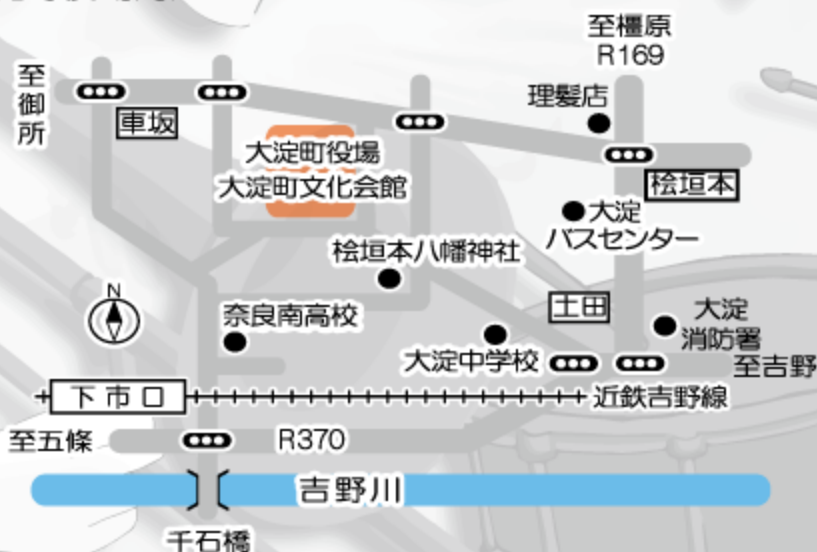 至橿原
R169
至御所
理髪店
車坂
大淀町役場
大淀町文化会館
桧垣本
大淀
バスセンター
桧垣本八幡神社
N
土田
大淀
消防署
奈良南高校
大淀中学校
至吉野
下市口
近鉄吉野線
至五條
R370
吉野川
千石橋